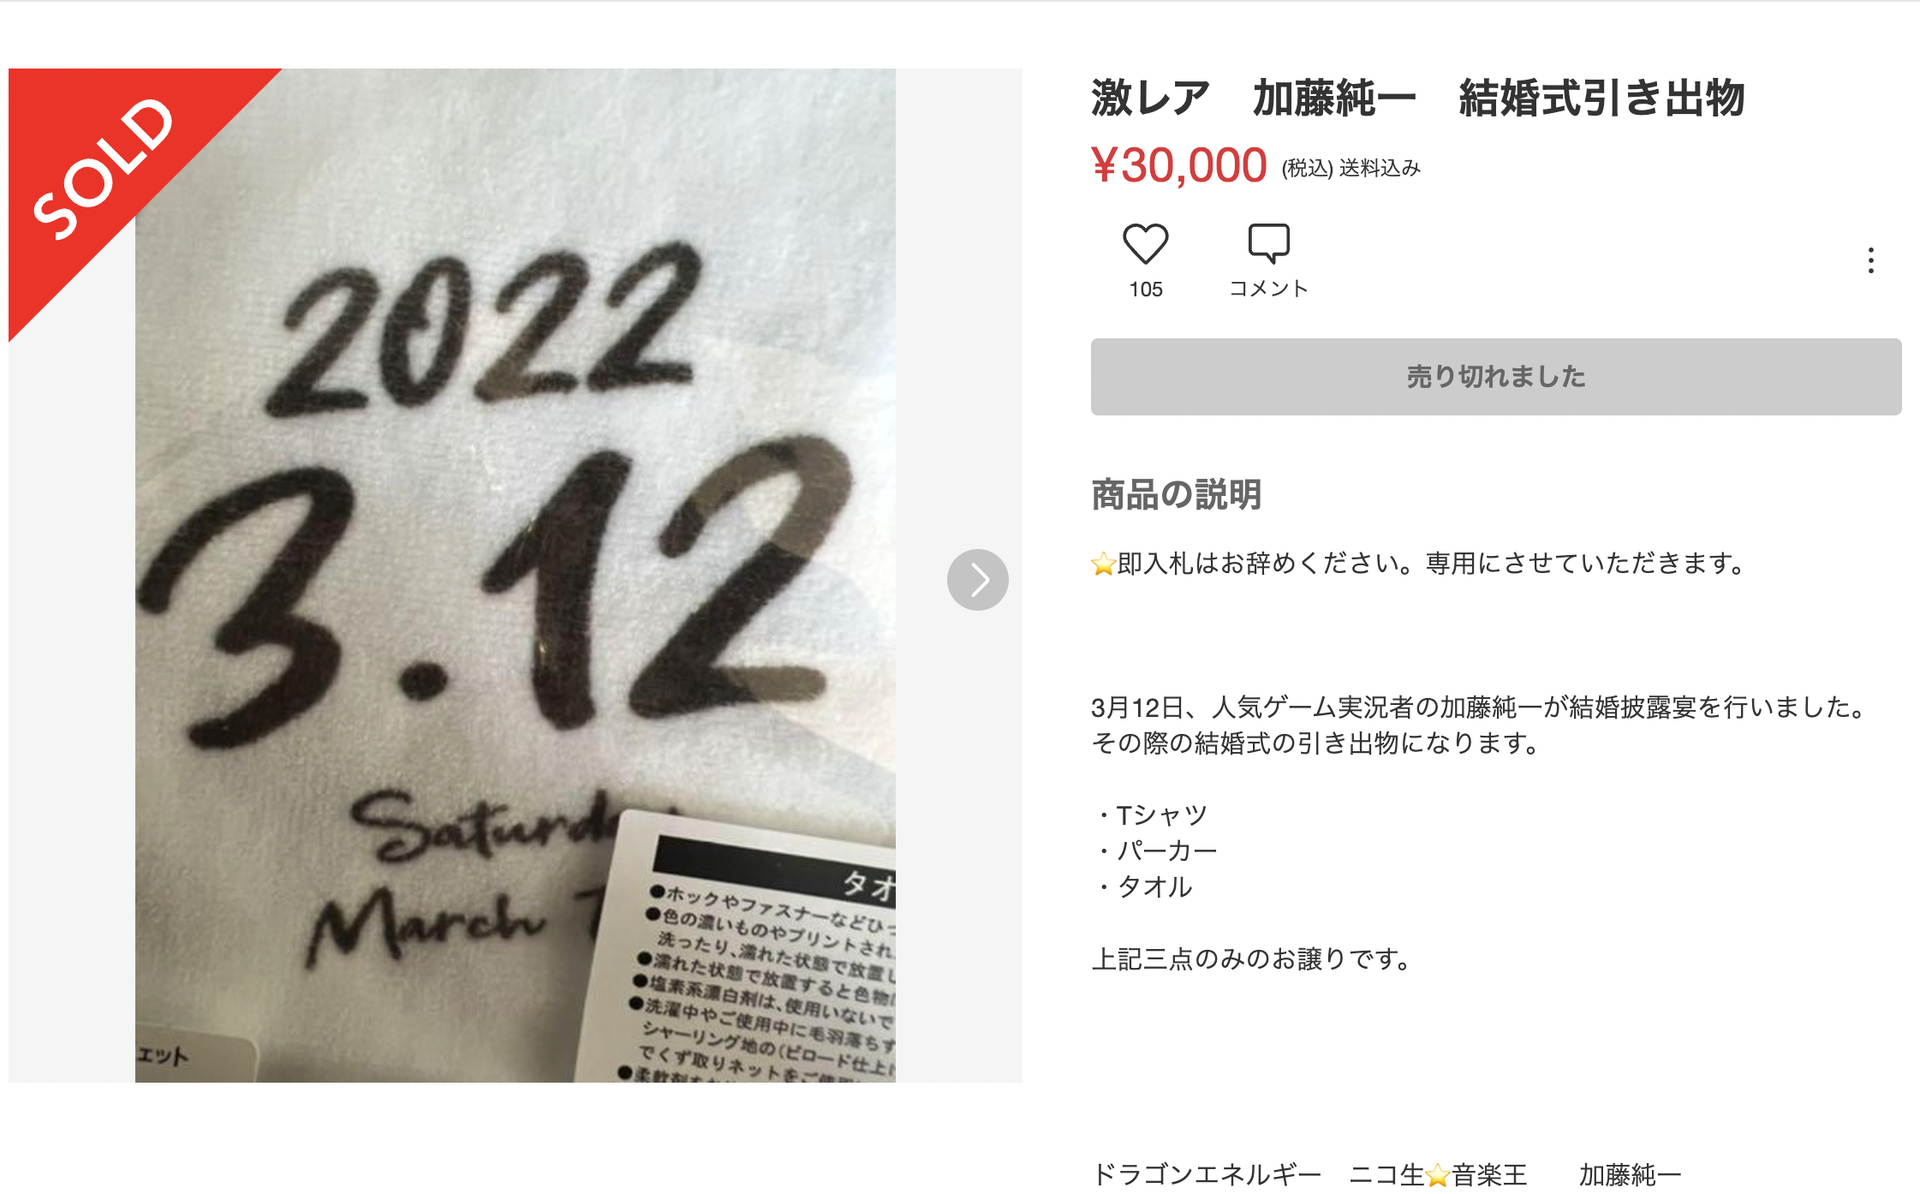 SOLD
2022
3.12
Saturda
March
タオ
●ホックやファスナーなどひっ
●色の濃いものやプリントされ
洗ったり、濡れた状態で放置し
●濡れた状態で放置すると色物
●塩素系漂白剤は、使用いないで
●洗濯中やご使用中に毛羽落ちす
シャーリング地の(ビロード仕上げ
でくず取りネットをご使用
●柔軟剤を
ェット
激レア 加藤純一 結婚式引き出物
¥30,000 (税込) 送料込み
105
コメント
売り切れました
商品の説明
⭐即入札はお辞めください。専用にさせていただきます。
3月12日、人気ゲーム実況者の加藤純一が結婚披露宴を行いました。
その際の結婚式の引き出物になります。
・Tシャツ
・パーカー
・タオル
上記三点のみのお譲りです。
ドラゴンエネルギー ニコ生⭐音楽王 加藤純一